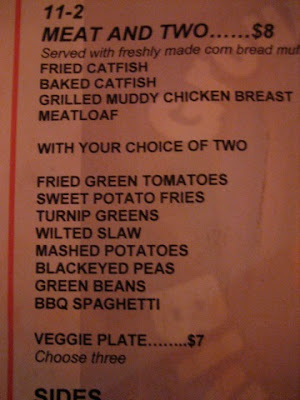 11-2
MEAT AND TWO......$8
Served with freshly made corn bread
FRIED CATFISH
BAKED CATFISH
GRILLED MUDDY CHICKEN BREAST
MEATLOAF
WITH YOUR CHOICE OF TWO
FRIED GREEN TOMATOES
SWEET POTATO FRIES
TURNIP GREENS
WILTED SLAW
MASHED POTATOES
BLACKEYED PEAS
GREEN BEANS
BBQ SPAGHETTI
VEGGIE PLATE........$7
Choose three
SIDES